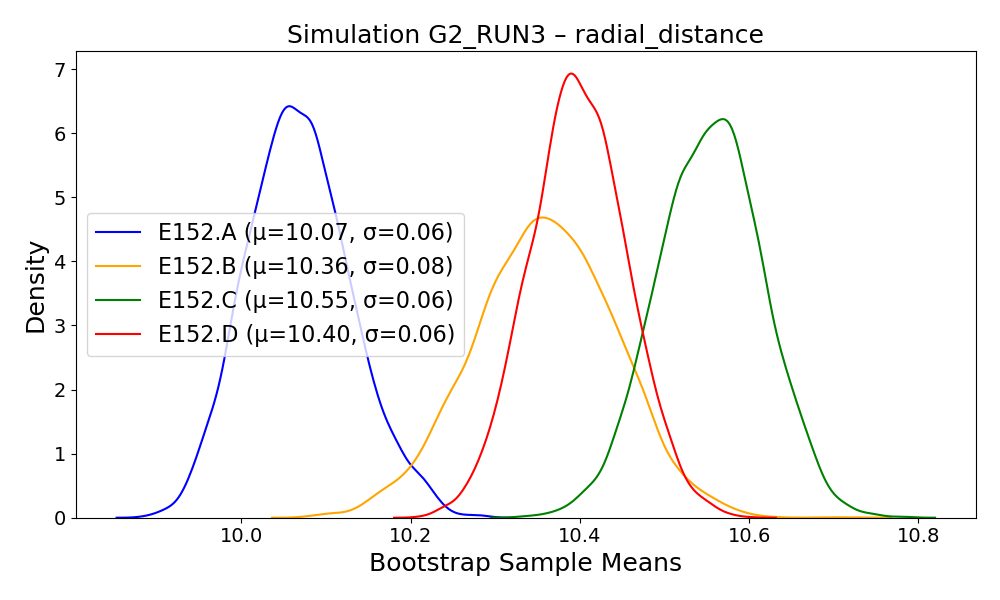 Simulation G2_RUN3 – radial_distance
7
6
5
4
3
2
1
0
Density
E152.A (μ=10.07, σ=0.06)
E152.B (μ=10.36, σ=0.08)
E152.C (μ=10.55, σ=0.06)
E152.D (μ=10.40, σ=0.06)
10.0 10.2 10.4 10.6 10.8
Bootstrap Sample Means